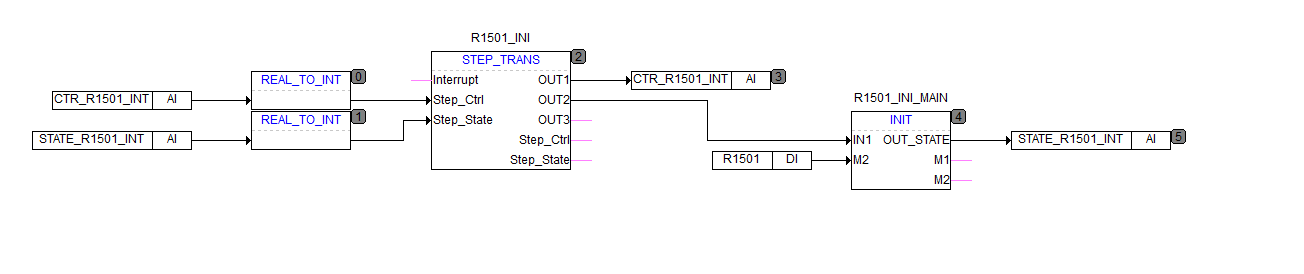 R1501_INI
STEP_TRANS 2
Interrupt OUT1
Step_Ctrl OUT2
Step_State OUT3
Step_Ctrl
Step_State
REAL_TO_INT 0
CTR_R1501_INT AI
REAL_TO_INT 1
STATE_R1501_INT AI
CTR_R1501_INT AI 3
R1501_INI_MAIN
INIT 4
IN1 OUT_STATE
M2 M1
M2
R1501 DI
STATE_R1501_INT AI 5